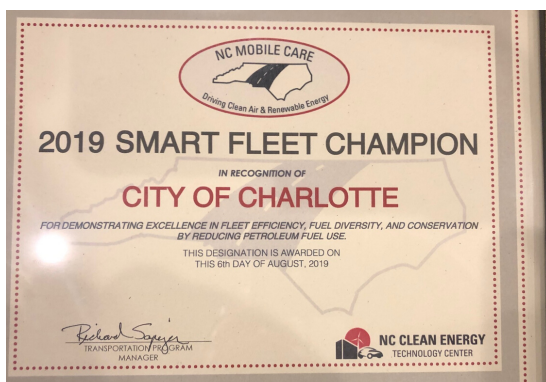 NC MOBILE CARE
Driving Clean Air & Renewable Energy
2019 SMART FLEET CHAMPION
IN RECOGNITION OF
CITY OF CHARLOTTE
FOR DEMONSTRATING EXCELLENCE IN FLEET EFFICIENCY, FUEL DIVERSITY, AND CONSERVATION
BY REDUCING PETROLEUM FUEL USE.
THIS DESIGNATION IS AWARDED ON
THIS 6th DAY OF AUGUST, 2019
Richard Sapyer
TRANSPORTATION PROGRAM
MANAGER
NC CLEAN ENERGY
TECHNOLOGY CENTER